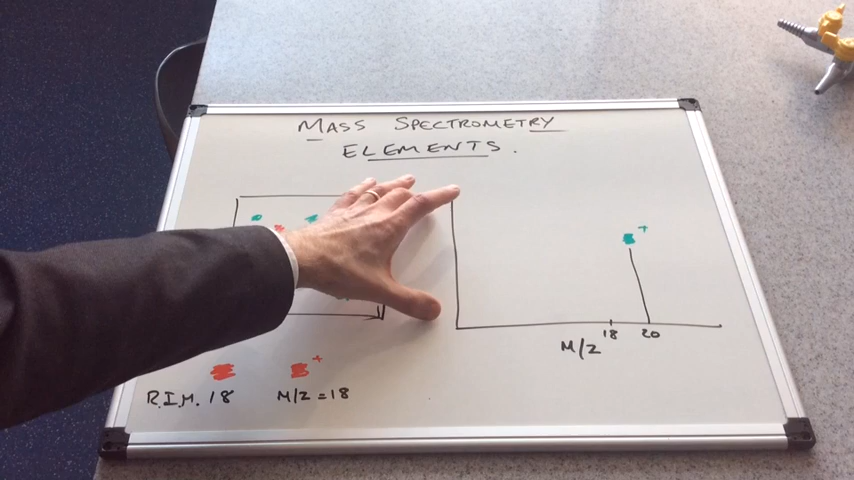 MASS SPECTROMETRY
ELEMENTS.
+
18 20
M/Z
+
R.I.M. 18 M/Z = 18